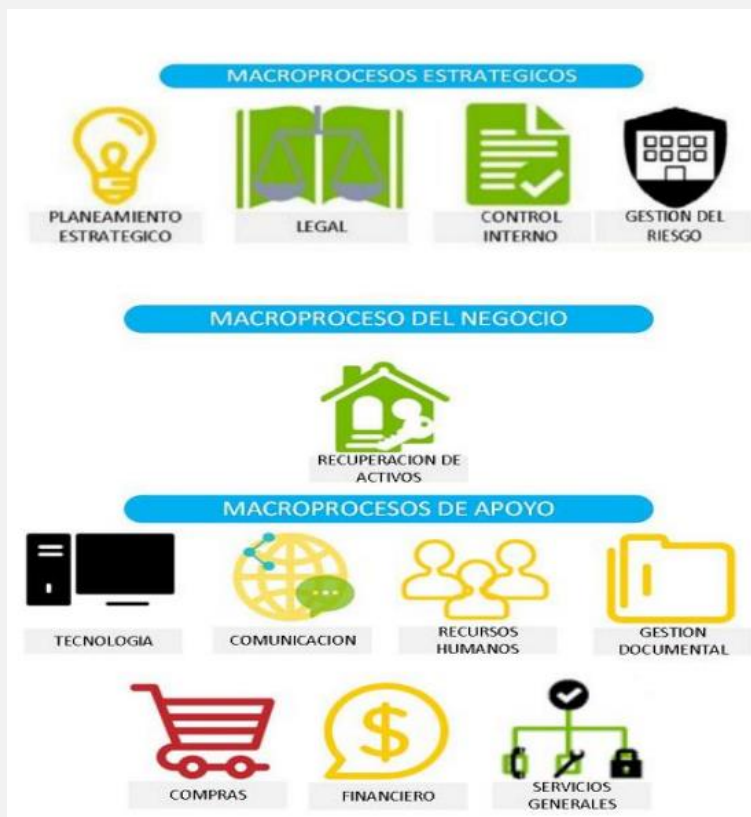 MACROPROCESOS ESTRATEGICOS
PLANEAMIENTO
ESTRATEGICO
LEGAL
CONTROL
INTERNO
GESTION DEL
RIESGO
MACROPROCESO DEL NEGOCIO
RECUPERACION DE
ACTIVOS
MACROPROCESOS DE APOYO
TECNOLOGIA
COMUNICACION
RECURSOS
HUMANOS
GESTION
DOCUMENTAL
$
COMPRAS
FINANCIERO
SERVICIOS
GENERALES